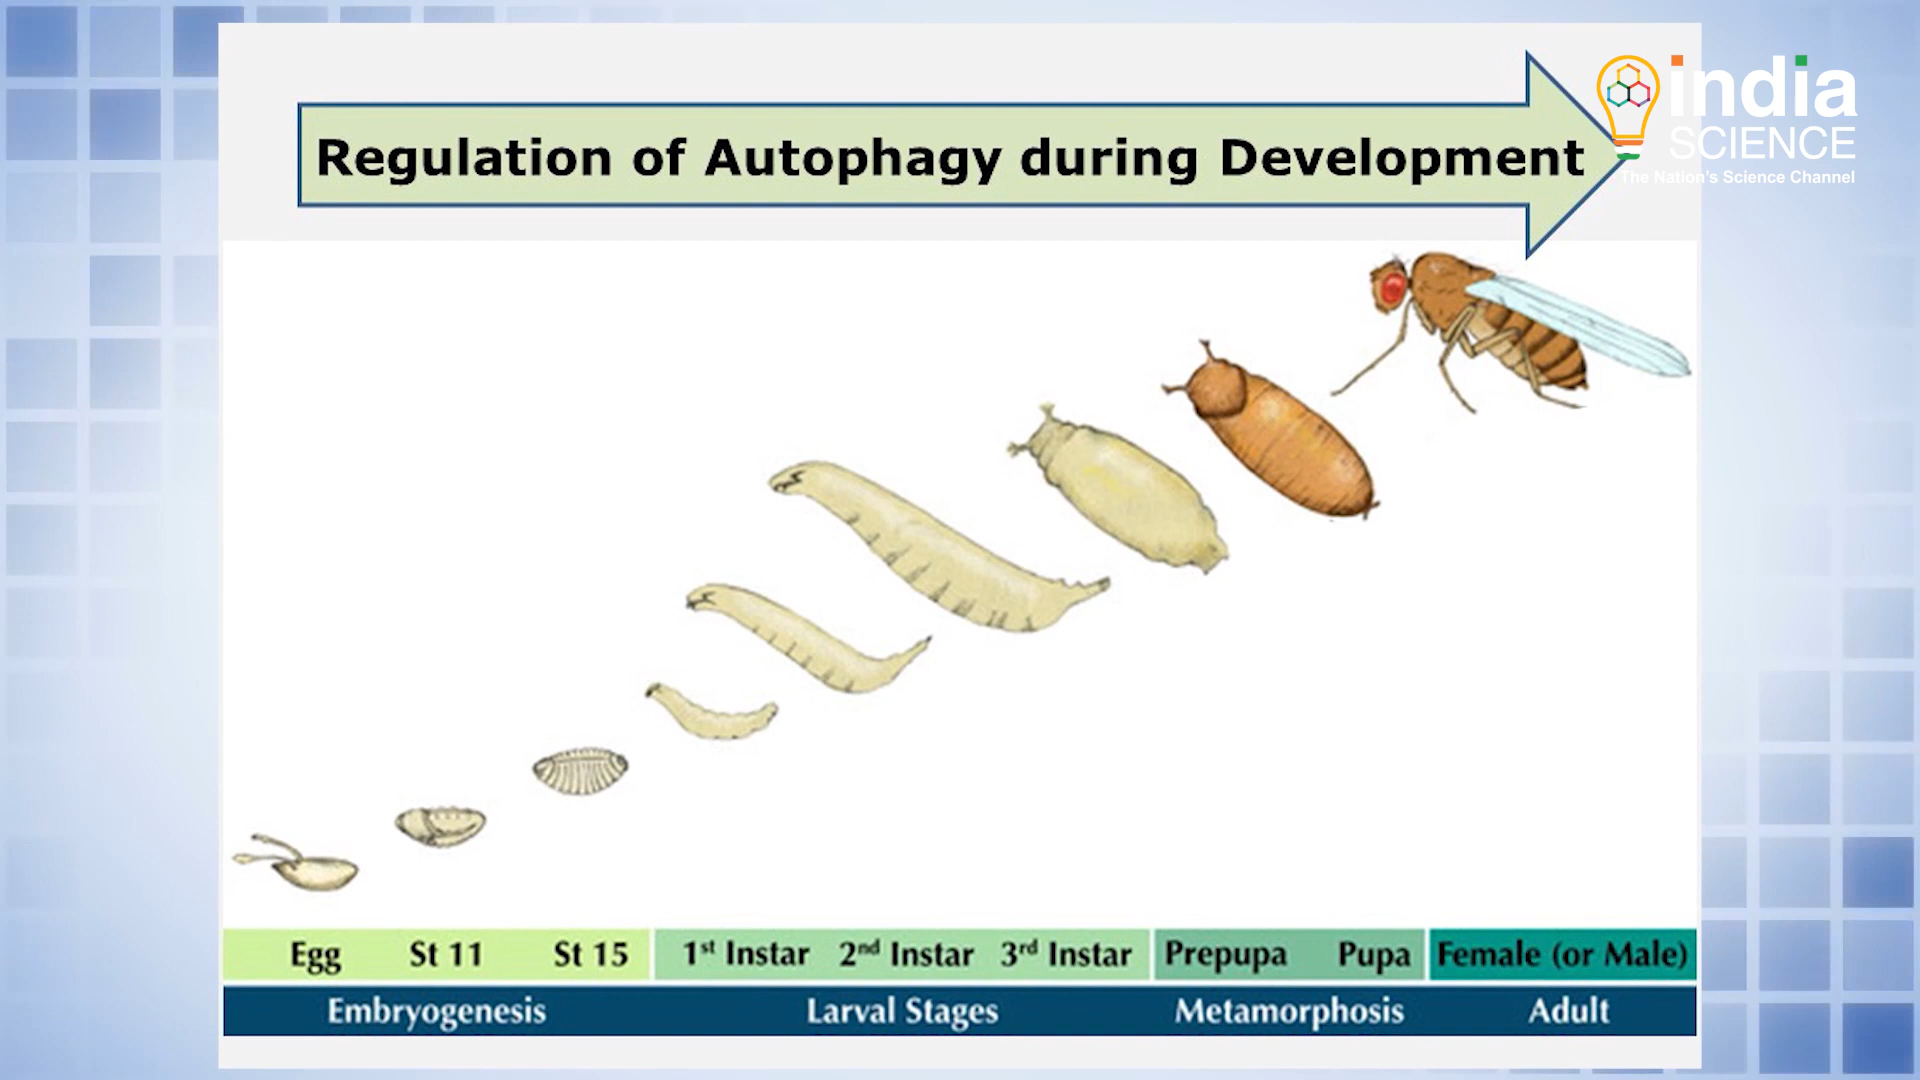 Regulation of Autophagy during Development
india
SCIENCE
The Nation's Science Channel
Egg St 11 St 15 1st Instar 2nd Instar 3rd Instar Prepupa Pupa Female (or Male)
Embryogenesis Larval Stages Metamorphosis Adult